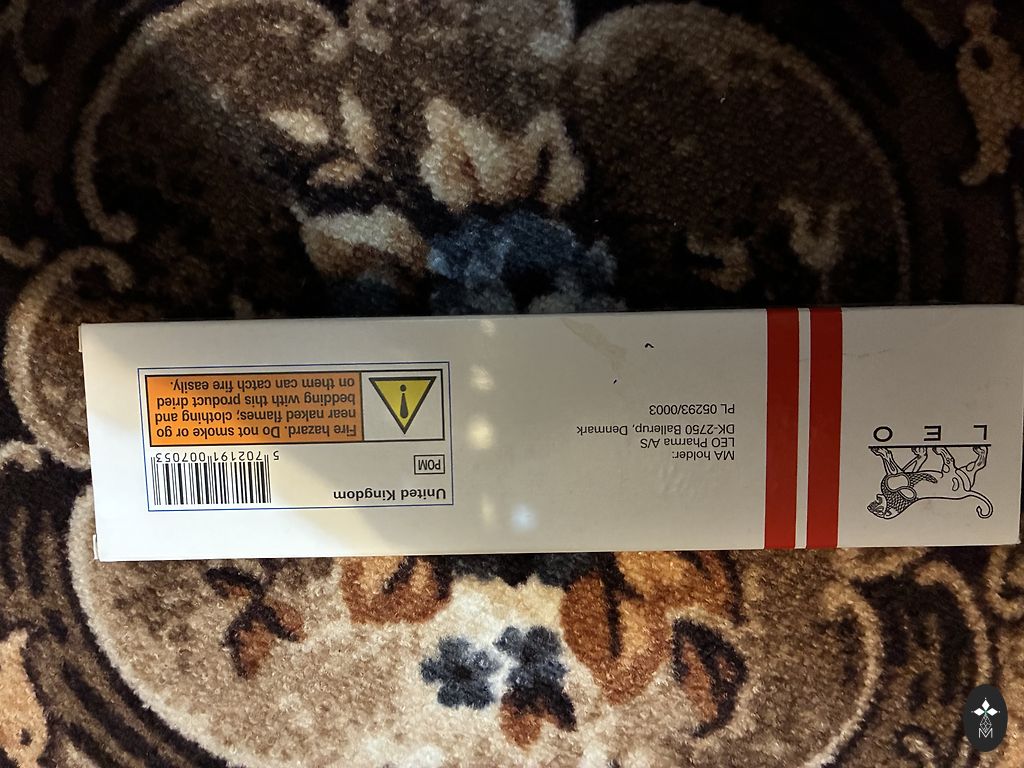 LEO
MA holder:
LEO Pharma A/S
DK-2750 Ballerup, Denmark
PL 05293/0003
United Kingdom
POM
5 702191 007053
Fire hazard. Do not smoke or go
near naked flames; clothing and
bedding with this product dried
on them can catch fire easily.
M